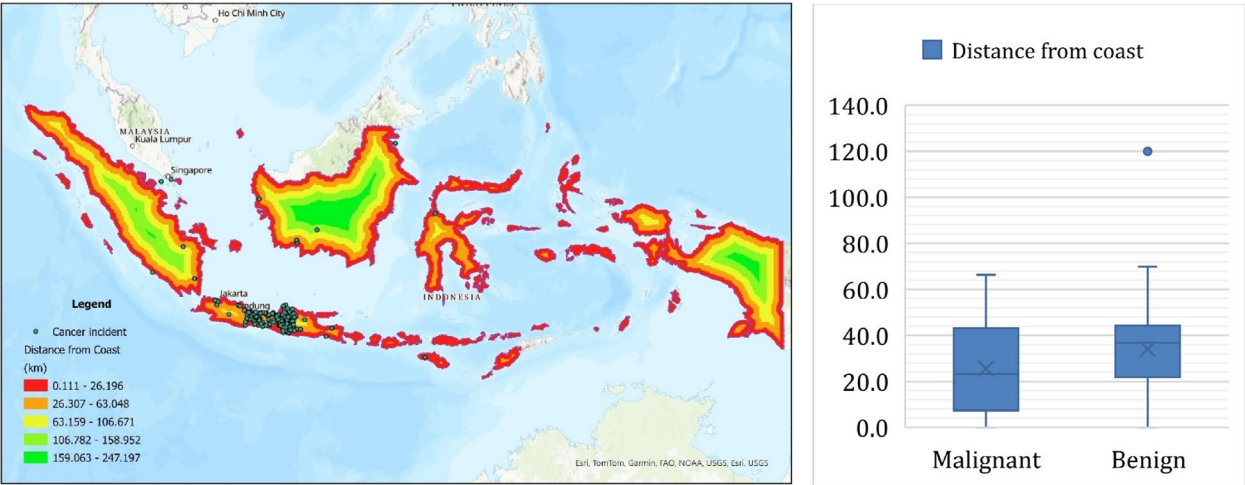 Ho Chi Minh City
MALAYSIA
Kuala Lumpur
Singapore
Jakarta
INDONESIA
Legend
Cancer incident
Distance from Coast
(km)
0.111 - 26.196
26.307 - 63.048
63.159 - 106.671
106.782 - 158.952
159.063 - 247.197
Esri, TomTom, Garmin, FAO, NOAA, USGS, Esri, USGS
Distance from coast
140.0
120.0
100.0
80.0
60.0
40.0
20.0
0.0
Malignant Benign